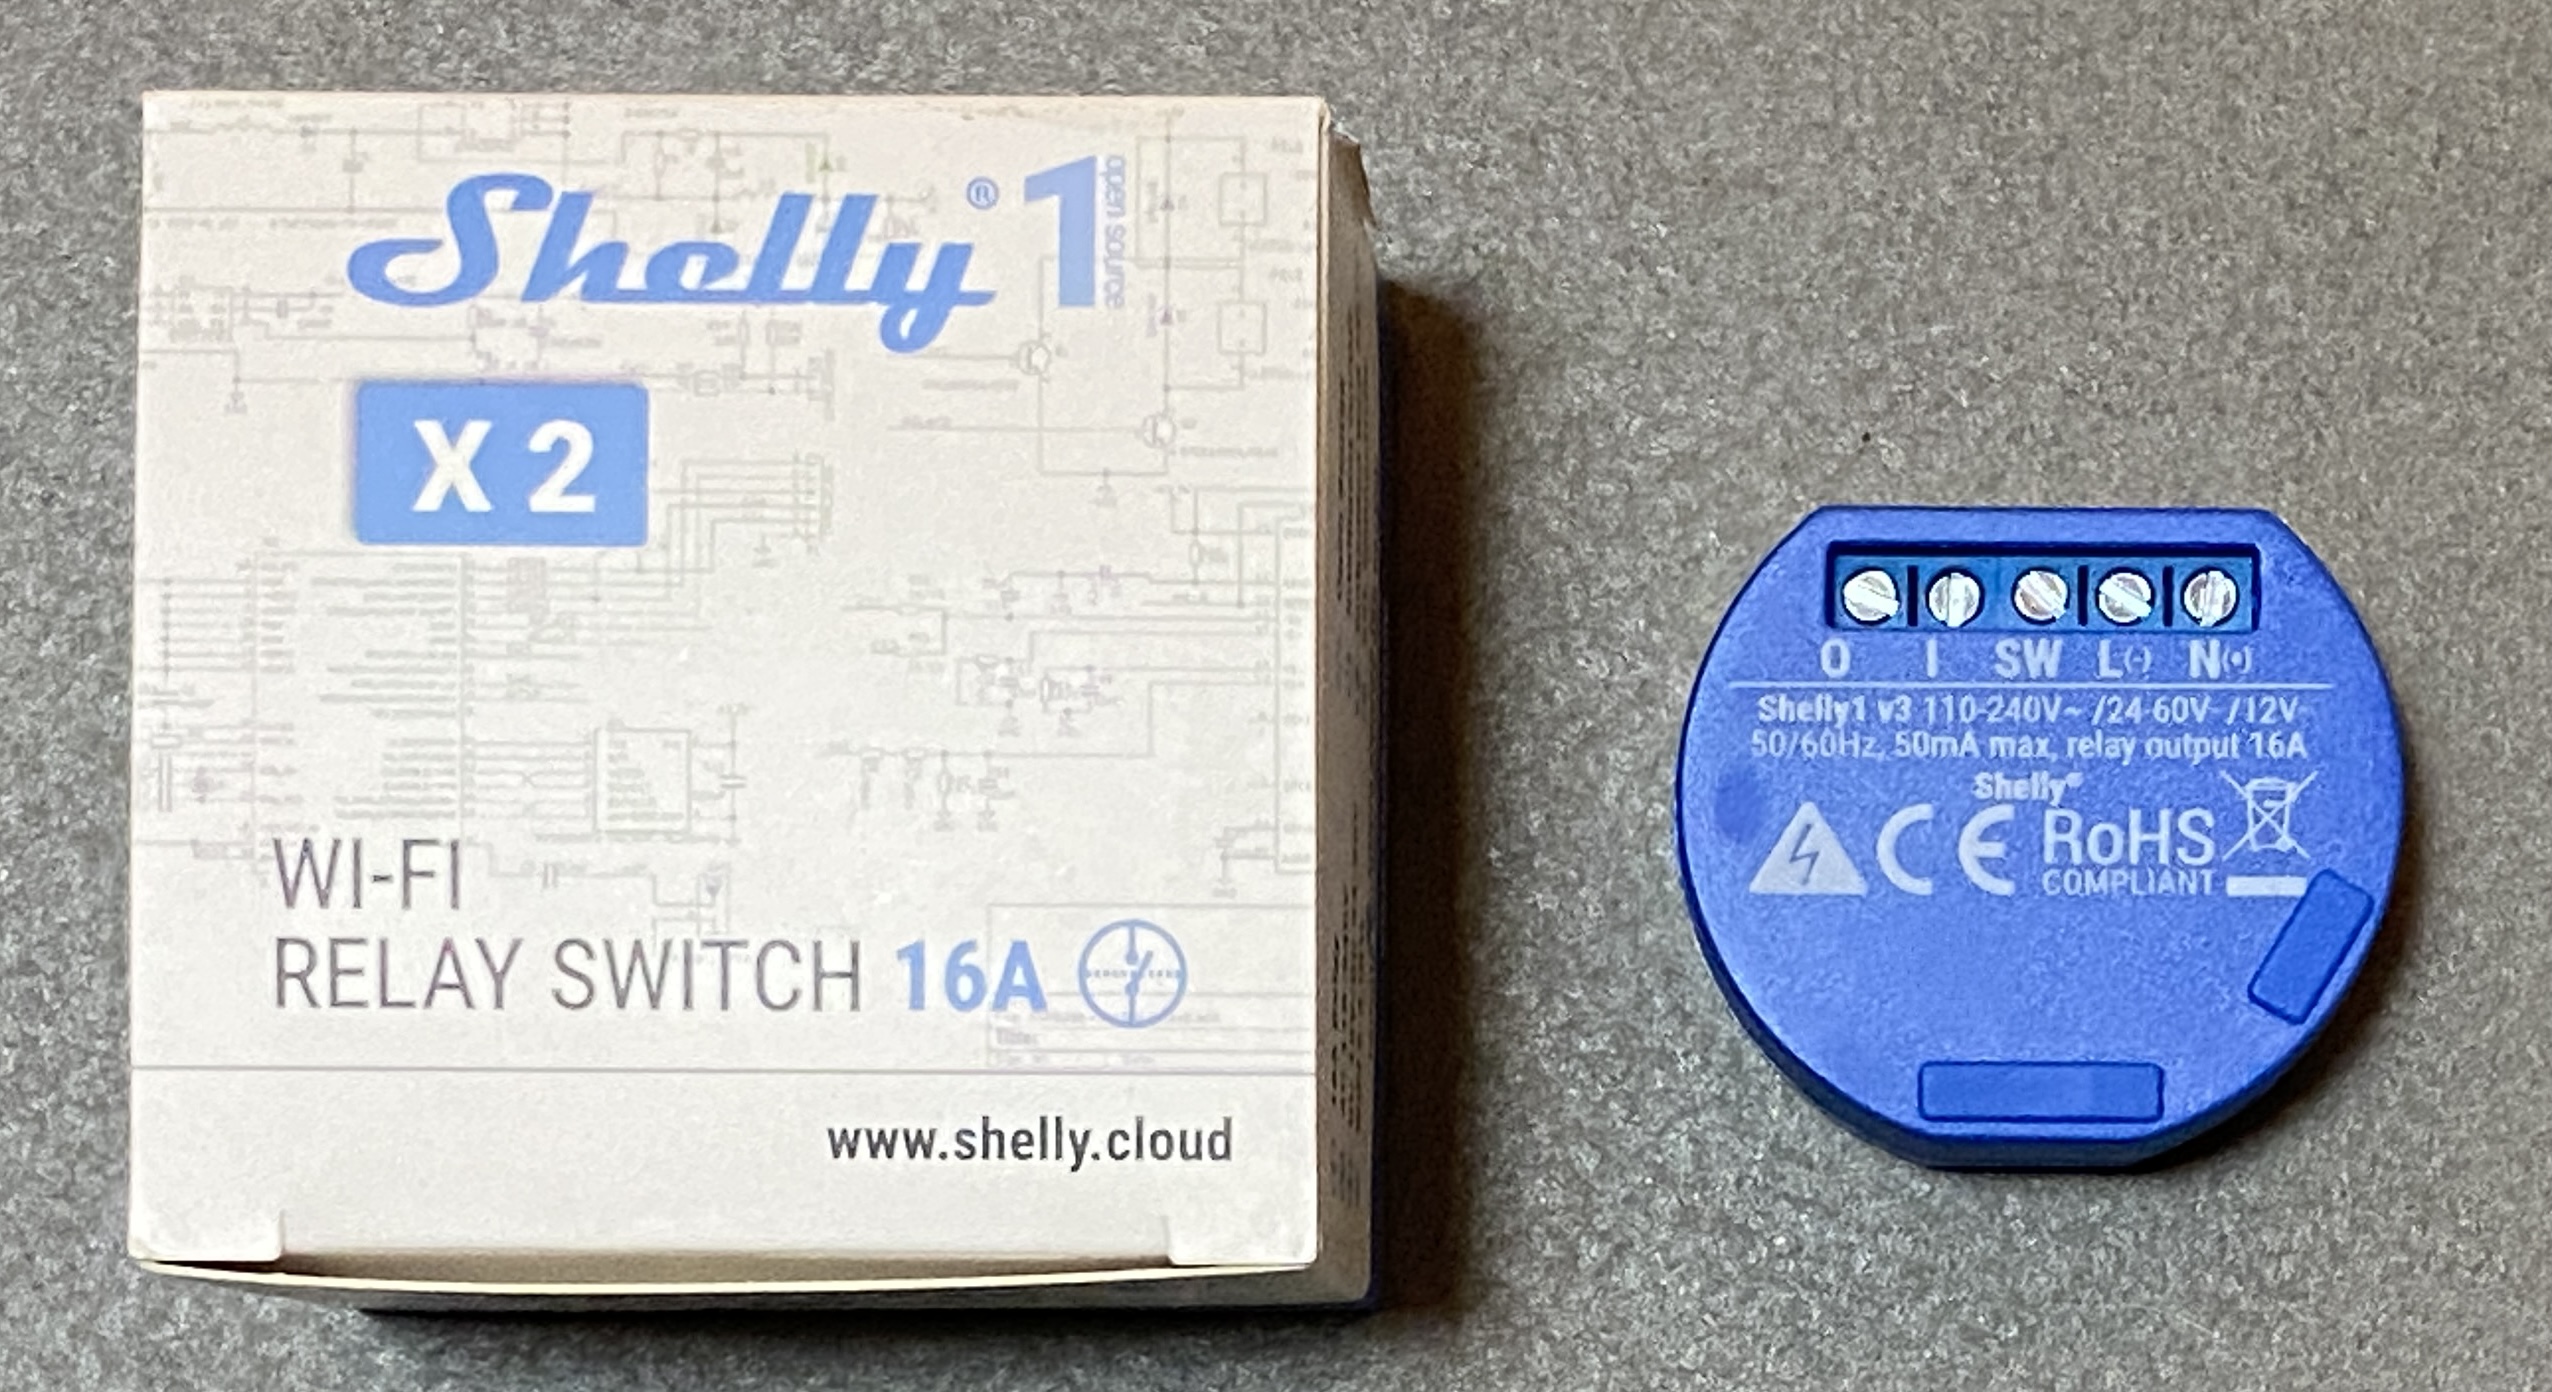 Shelly® 1
open source
X 2
WI-FI
RELAY SWITCH 16A
www.shelly.cloud
O I SW L(-) N(+)
Shelly1 v3 110-240V~ /24-60V /12V
50/60Hz, 50mA max, relay output 16A
Shelly®
CE RoHS
COMPLIANT